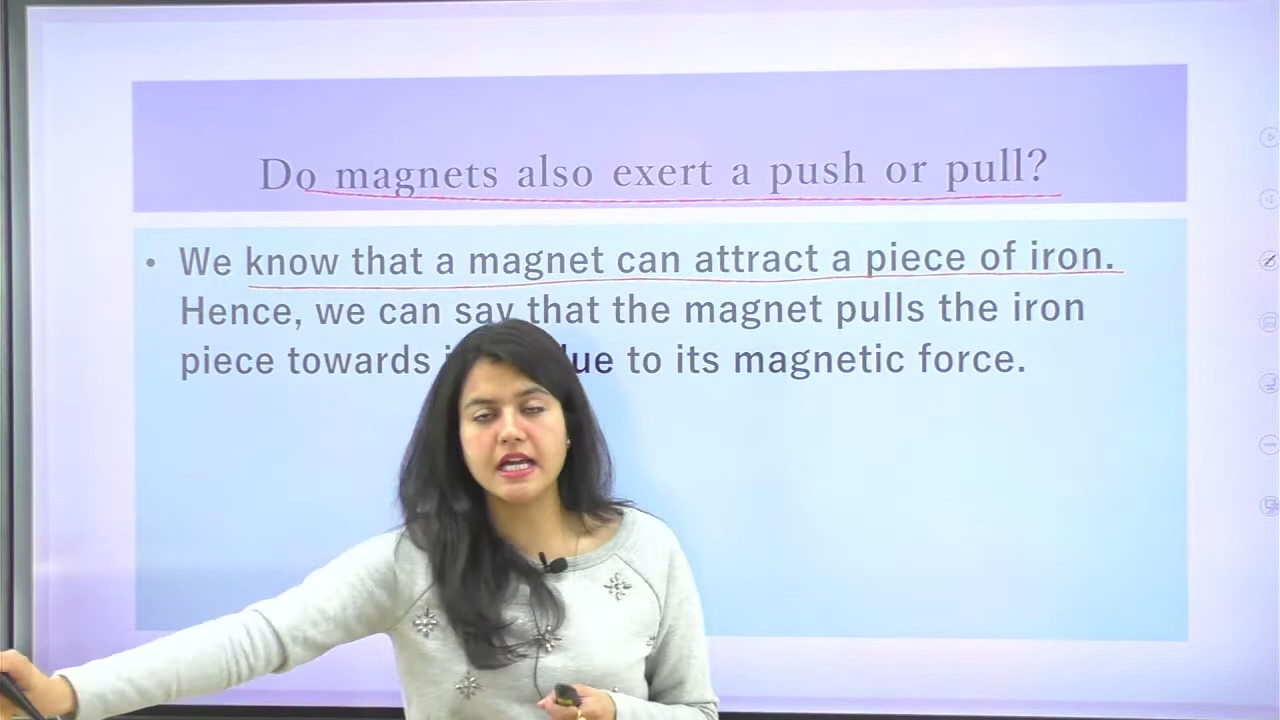 Do magnets also exert a push or pull?
• We know that a magnet can attract a piece of iron.
Hence, we can say that the magnet pulls the iron
piece towards due to its magnetic force.